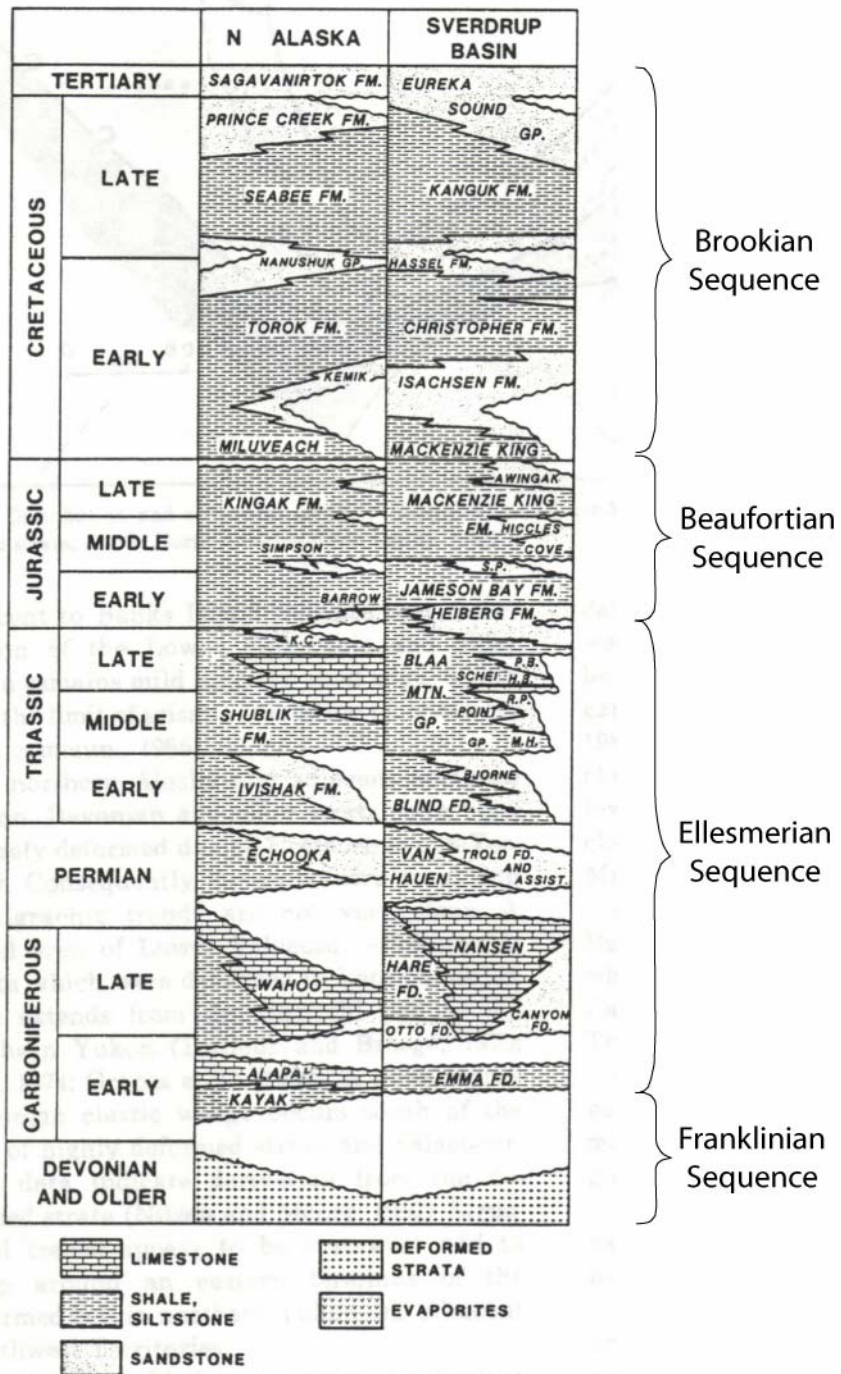 N ALASKA
SVERDRUP
BASIN
TERTIARY
SAGAVANIRTOK FM.
EUREKA
SOUND
GP.
CRETACEOUS
LATE
PRINCE CREEK FM.
SEABEE FM.
KANGUK FM.
EARLY
NANUSHUK GP.
HASSEL FM.
TOROK FM.
CHRISTOPHER FM.
KEMIK
ISACHSEN FM.
MILUVEACH
MACKENZIE KING
JURASSIC
LATE
AWINGAK
KINGAK FM.
MACKENZIE KING
MIDDLE
FM.
HICCLES
COVE
SIMPSON
S.P.
EARLY
JAMESON BAY FM.
BARROW
HEIBERG FM.
TRIASSIC
LATE
K.C.
BLAA
MTN.
GP.
P.B.
SCHEI
H.B.
R.P.
POINT
GP.
M.H.
MIDDLE
SHUBLIK
FM.
EARLY
IVISHAK FM.
BJORNE
BLIND FD.
PERMIAN
ECHOOKA
VAN
HAUEN
TROLD FD.
AND
ASSIST.
CARBONIFEROUS
LATE
WAHOO
NANSEN
HARE
FD.
CANYON
FD.
OTTO FD.
EARLY
ALAPAH
EMMA FD.
KAYAK
DEVONIAN
AND OLDER
Brookian
Sequence
Beaufortian
Sequence
Ellesmerian
Sequence
Franklinian
Sequence
LIMESTONE
SHALE,
SILTSTONE
SANDSTONE
DEFORMED
STRATA
EVAPORITES